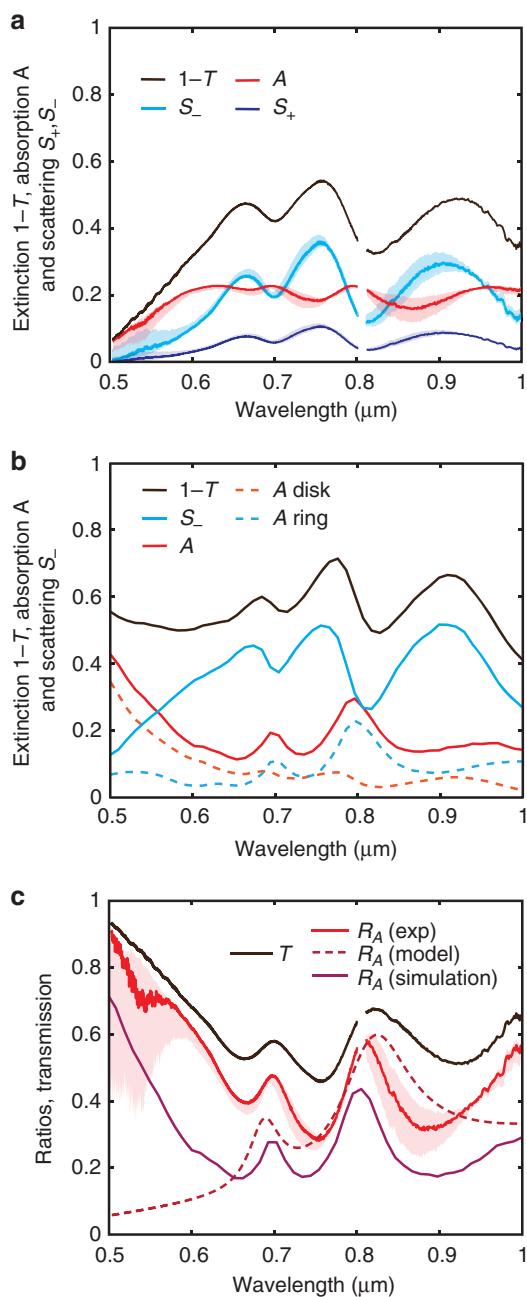 a
Extinction 1–T, absorption A
and scattering S+,S−
1
0.8
0.6
0.4
0.2
0
1–T
A
S−
S+
0.5 0.6 0.7 0.8 0.9 1
Wavelength (µm)
b
Extinction 1–T, absorption A
and scattering S−
1
0.8
0.6
0.4
0.2
0
1–T
A disk
S−
A ring
A
0.5 0.6 0.7 0.8 0.9 1
Wavelength (µm)
c
Ratios, transmission
1
0.8
0.6
0.4
0.2
0
T
RA (exp)
RA (model)
RA (simulation)
0.5 0.6 0.7 0.8 0.9 1
Wavelength (µm)